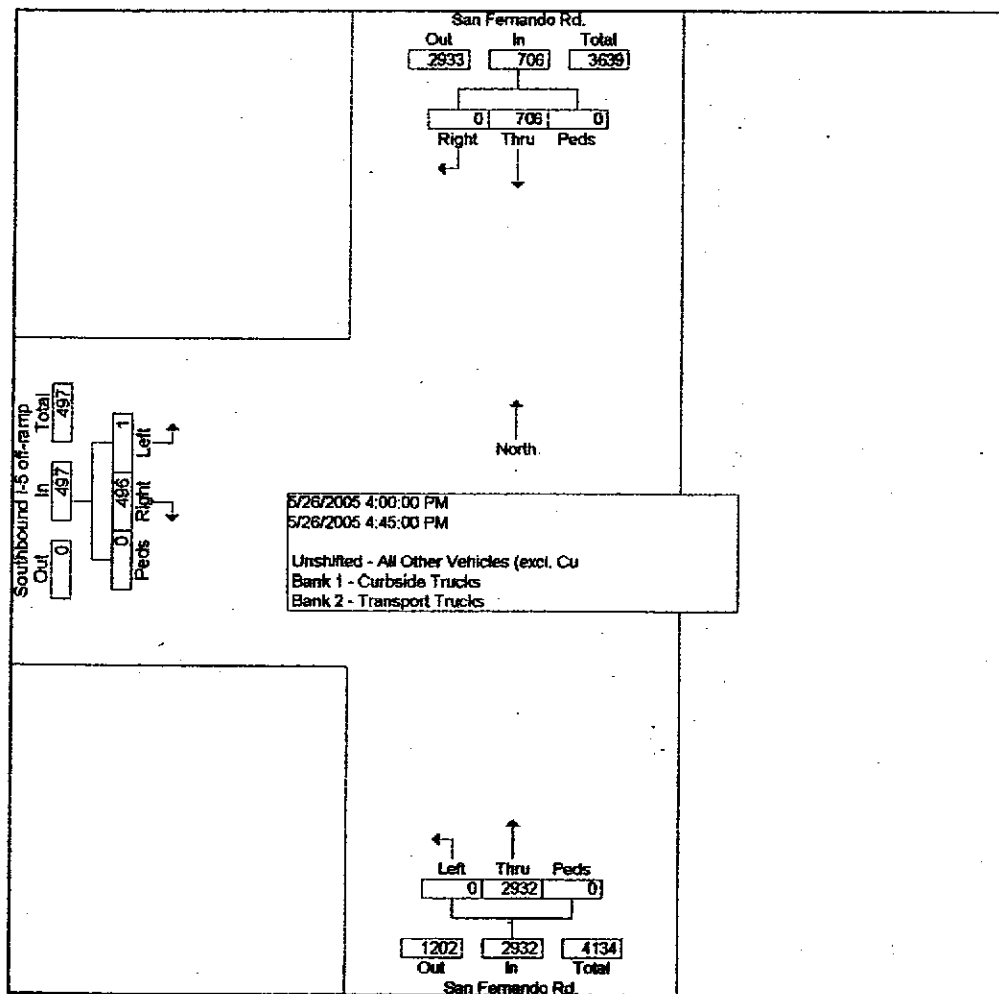 San Fernando Rd.
Out In Total
2933 706 3639
0 706 0
Right Thru Peds
Southbound I-5 off-ramp
Out In Total
0 497 497
0 496 1
Peds Right Left
North
5/26/2005 4:00:00 PM
5/26/2005 4:45:00 PM
Unshifted - All Other Vehicles (excl. Cu
Bank 1 - Curbside Trucks
Bank 2 - Transport Trucks
Left Thru Peds
0 2932 0
1202 2932 4134
Out In Total
San Fernando Rd.